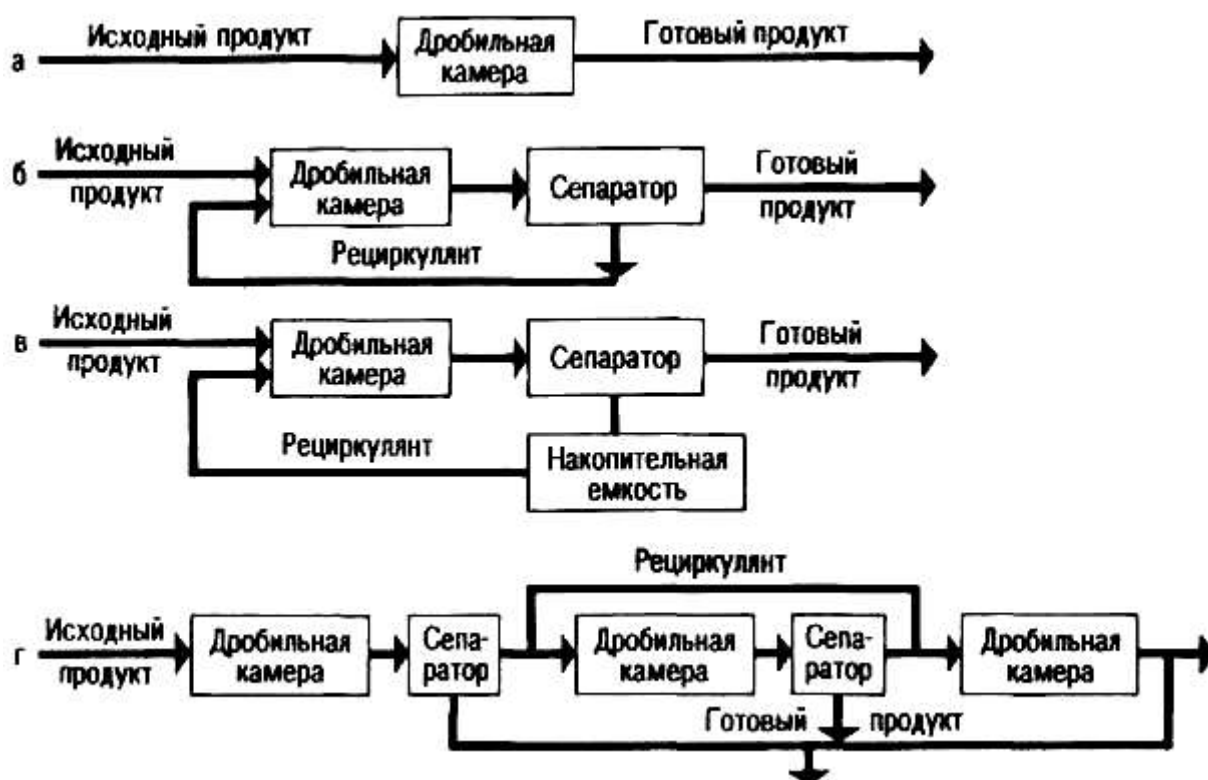 а
Исходный продукт
Дробильная
камера
Готовый продукт
б
Исходный
продукт
Дробильная
камера
Сепаратор
Готовый
продукт
Рециркулянт
в
Исходный
продукт
Дробильная
камера
Сепаратор
Готовый
продукт
Рециркулянт
Накопительная
емкость
Рециркулянт
г
Исходный
продукт
Дробильная
камера
Сепа-
ратор
Дробильная
камера
Сепа-
ратор
Дробильная
камера
Готовый продукт